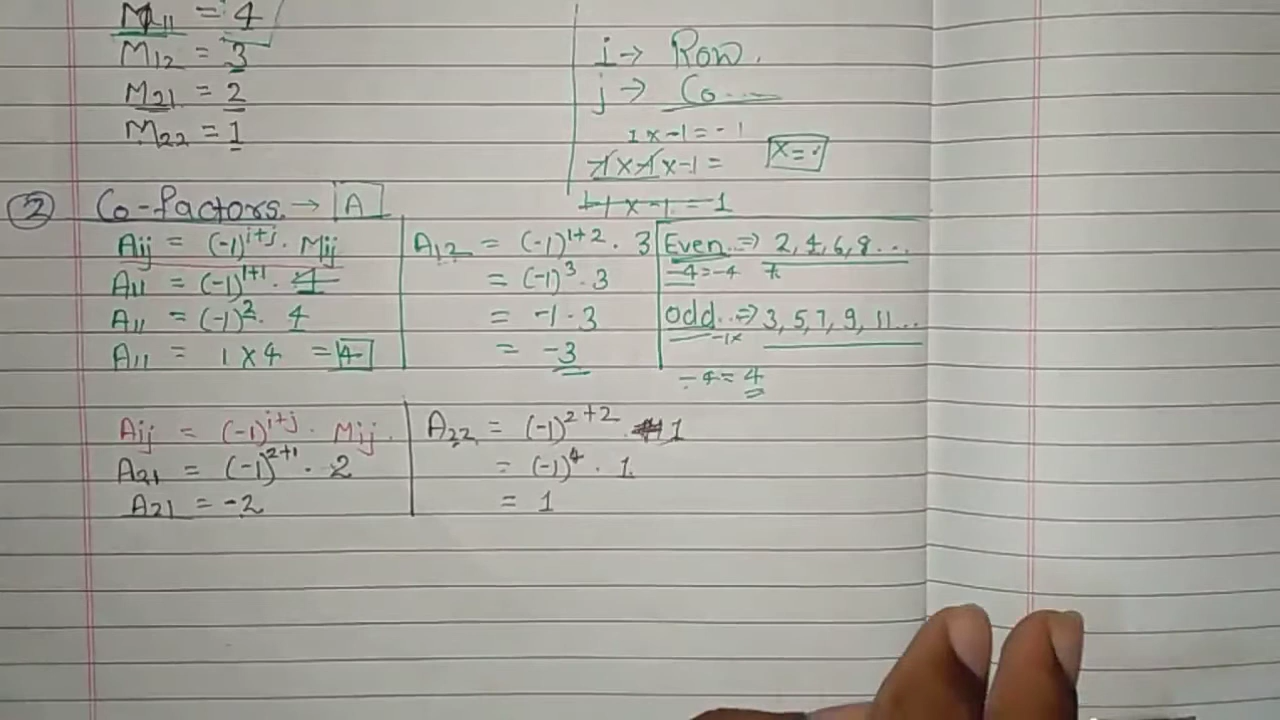 M11 = 4
M12 = 3
M21 = 2
M22 = 1
i → Row.
j → Co
1 x -1 = -1
-1 x -1 x -1 =
x = -
-1 x -1 = 1
② Co-factors → A
Aij = (-1)^i+j . Mij
A11 = (-1)^1+1 . 4
A11 = (-1)^2 . 4
A11 = 1 x 4 = 4
A12 = (-1)^1+2 . 3
= (-1)^3 . 3
= -1 . 3
= -3
Even ⇒ 2, 4, 6, 8 ...
-4 = -4
Odd ⇒ 3, 5, 7, 9, 11 ...
-1x
-4 = 4
Aij = (-1)^i+j . Mij.
A21 = (-1)^2+1 . 2
A21 = -2
A22 = (-1)^2+2 . 1
= (-1)^4 . 1
= 1